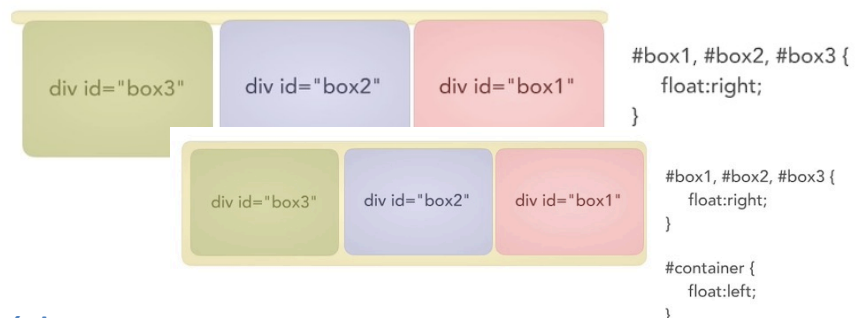 div id="box3"
div id="box2"
div id="box1"
#box1, #box2, #box3 {
float:right;
}
div id="box3"
div id="box2"
div id="box1"
#box1, #box2, #box3 {
float:right;
}
#container {
float:left;
}